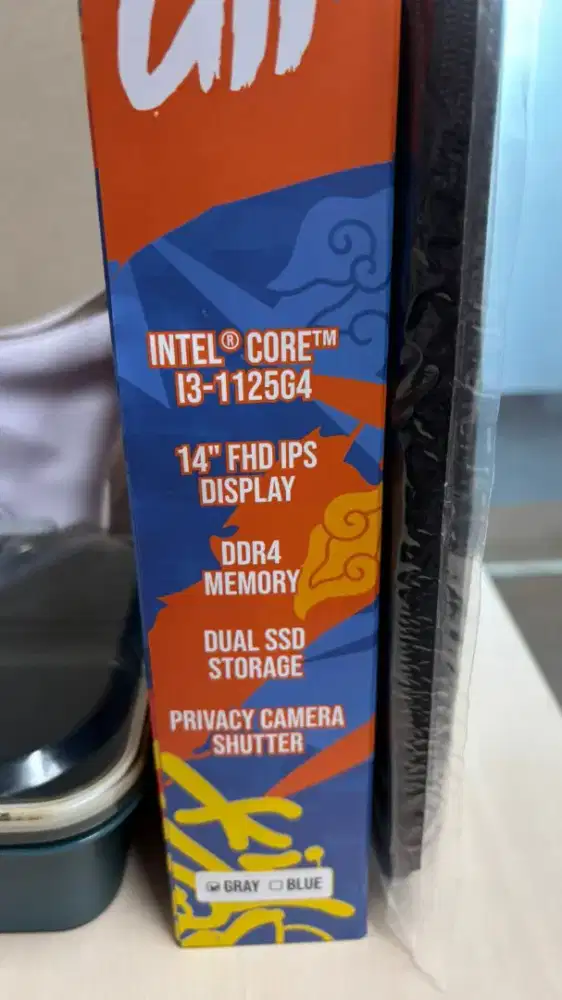 INTEL® CORE™
I3-1125G4
14" FHD IPS
DISPLAY
DDR4
MEMORY
DUAL SSD
STORAGE
PRIVACY CAMERA
SHUTTER
☑ GRAY ☐ BLUE